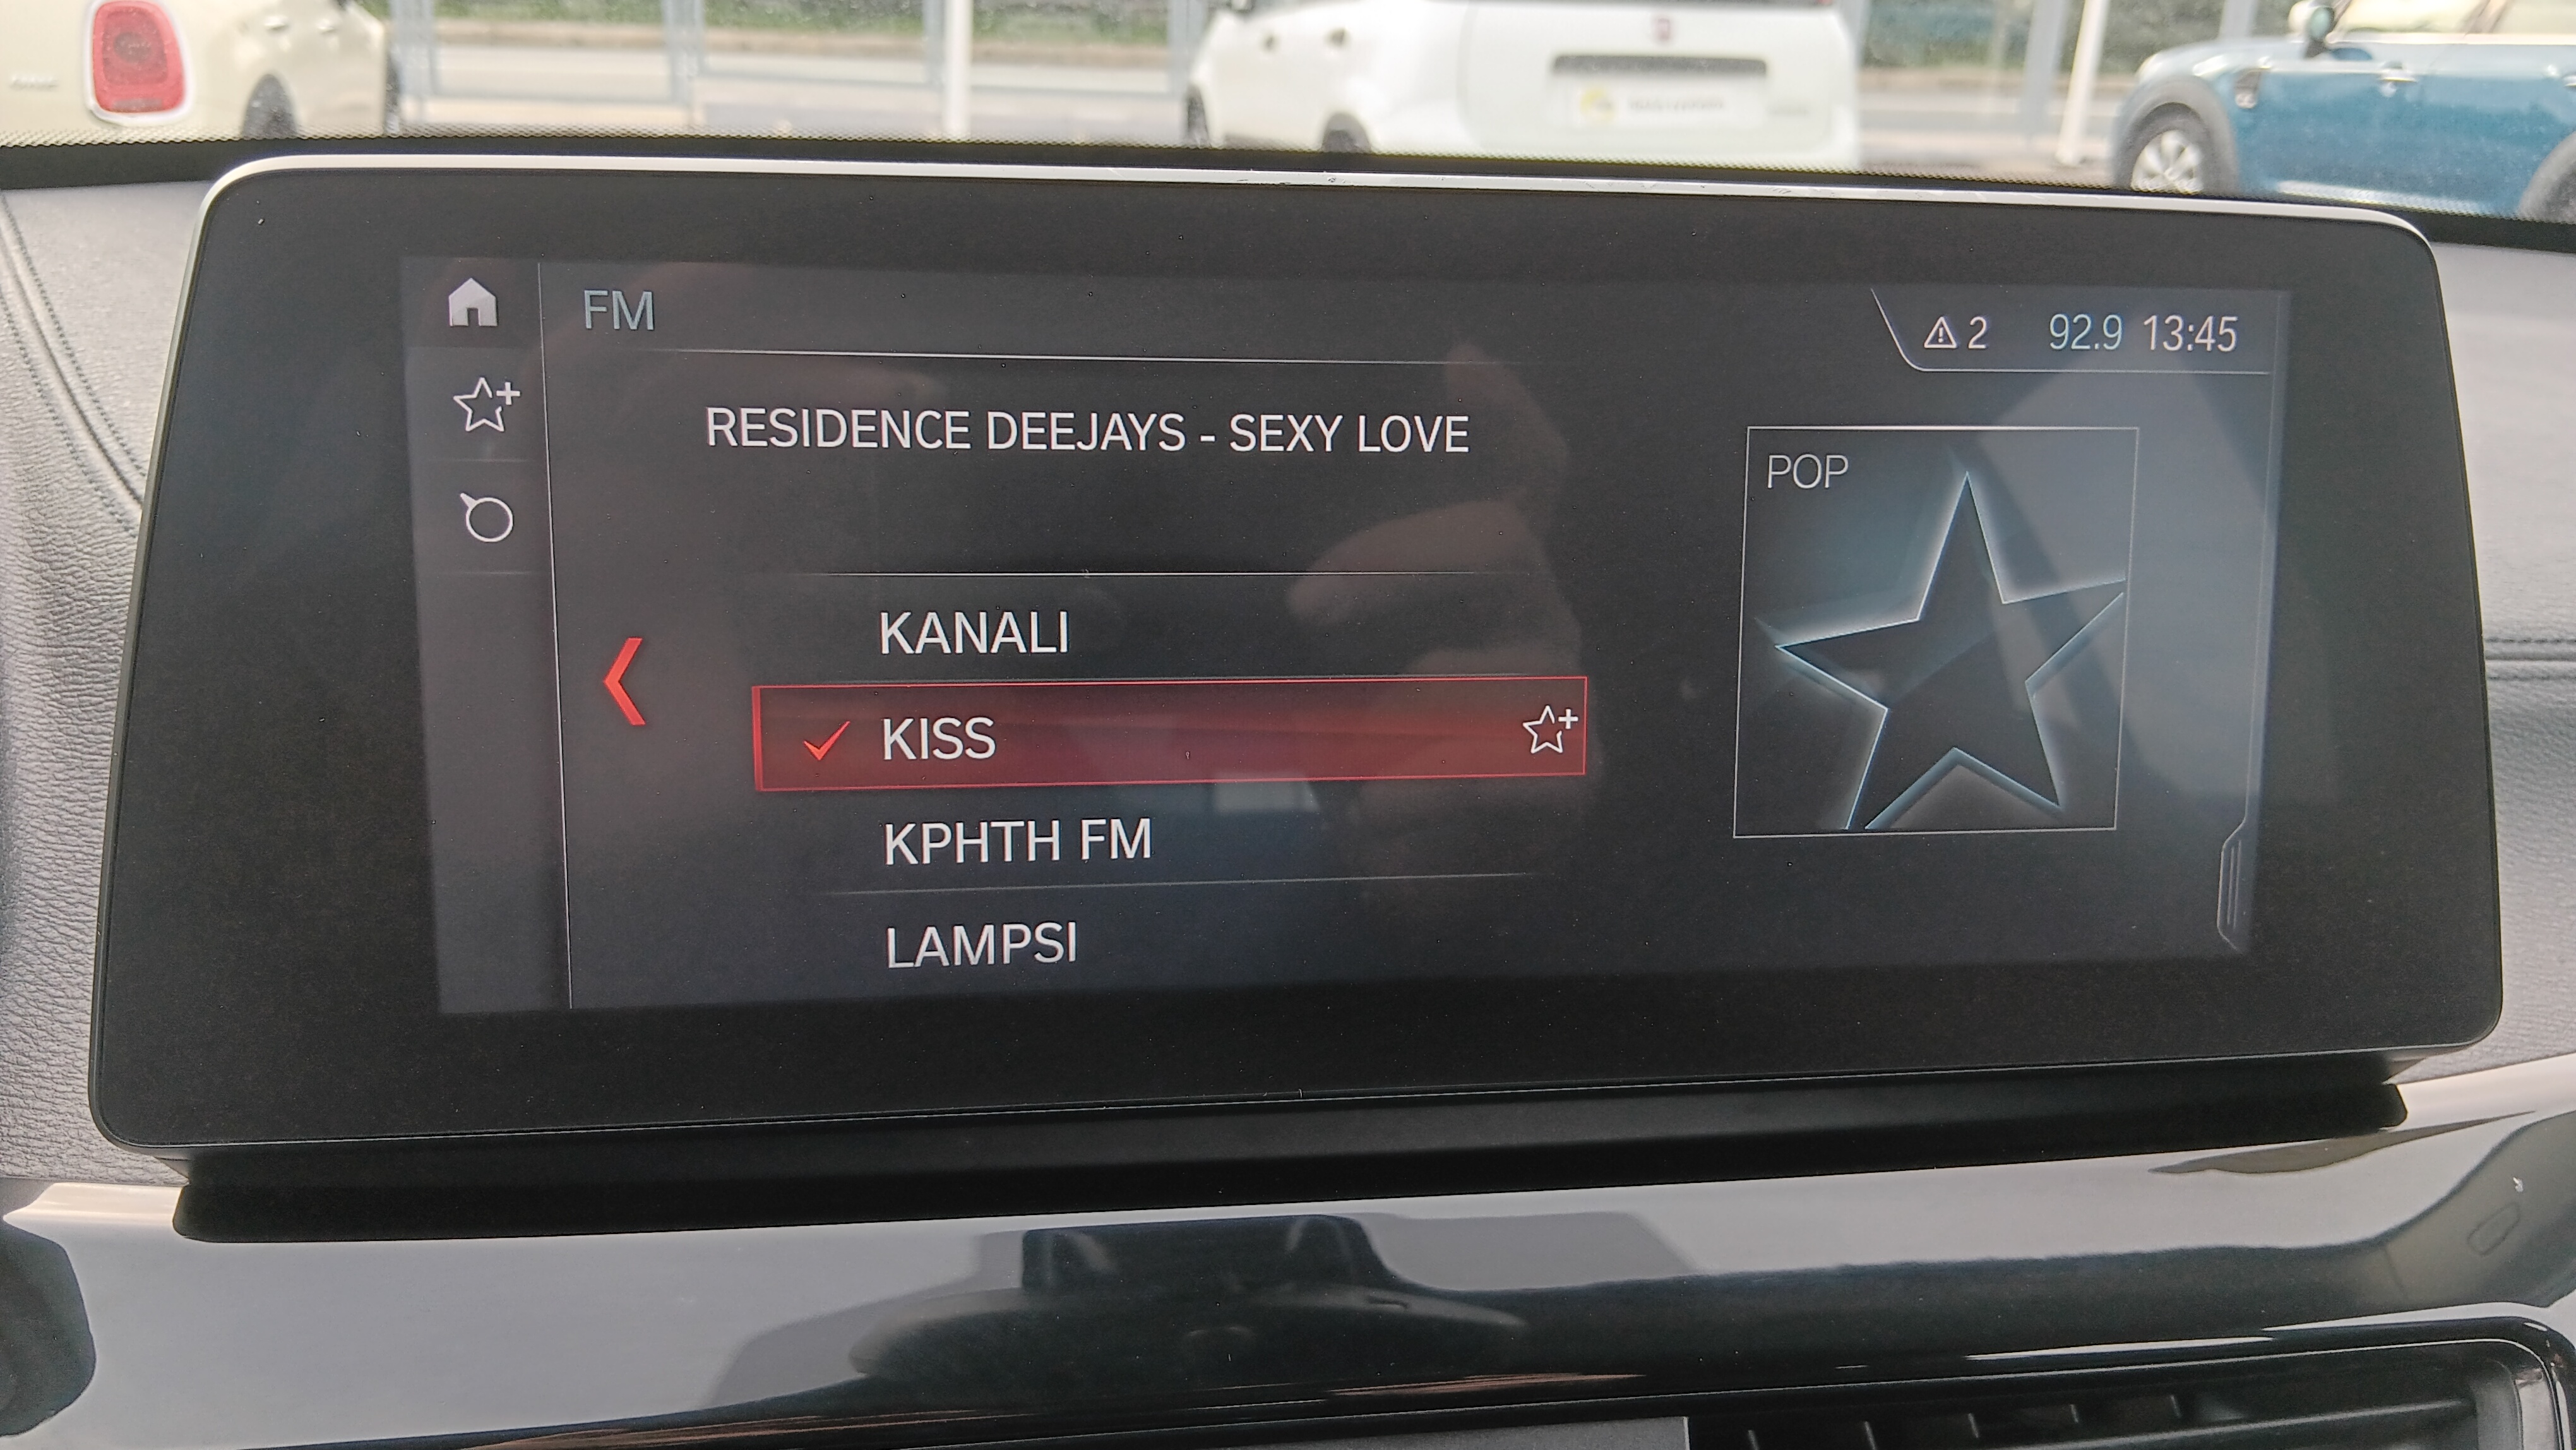 FM
2 92.9 13:45
RESIDENCE DEEJAYS - SEXY LOVE
POP
KANALI
KISS
KPHTH FM
LAMPSI